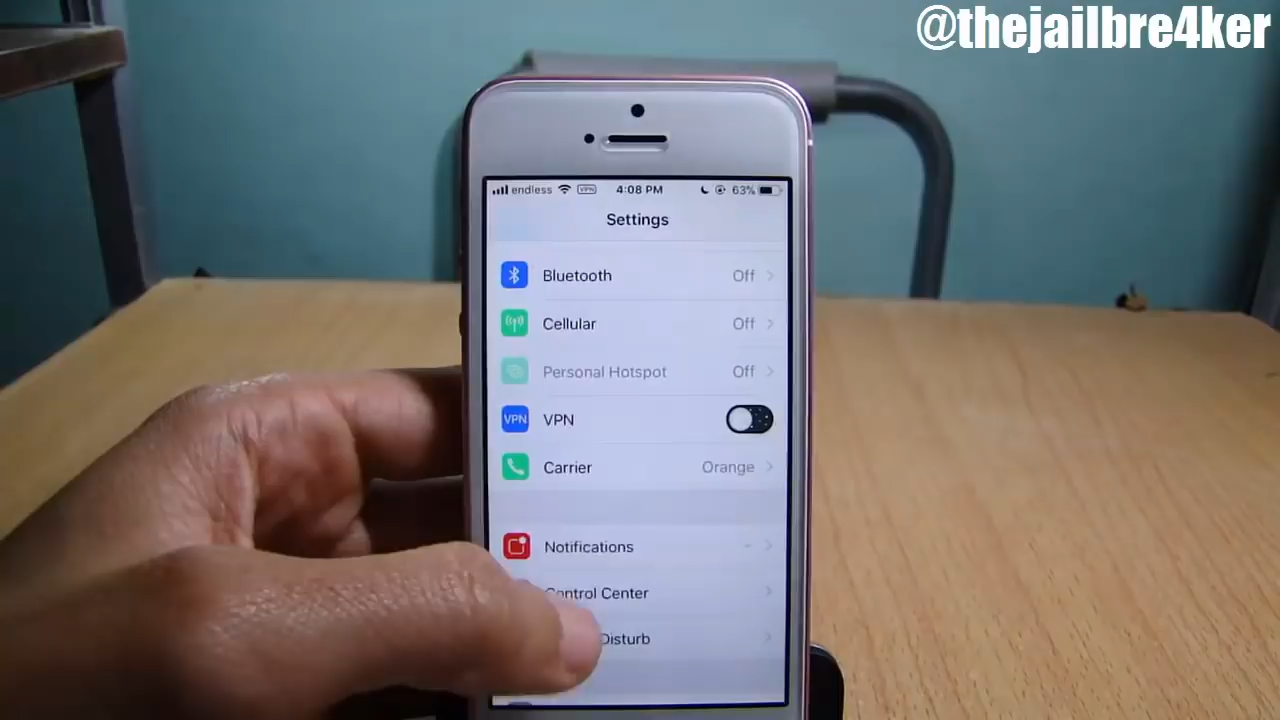 @thejailbre4ker
endless VPN 4:08 PM 63%
Settings
Bluetooth Off
Cellular Off
Personal Hotspot Off
VPN VPN
Carrier Orange
Notifications
Control Center
Disturb